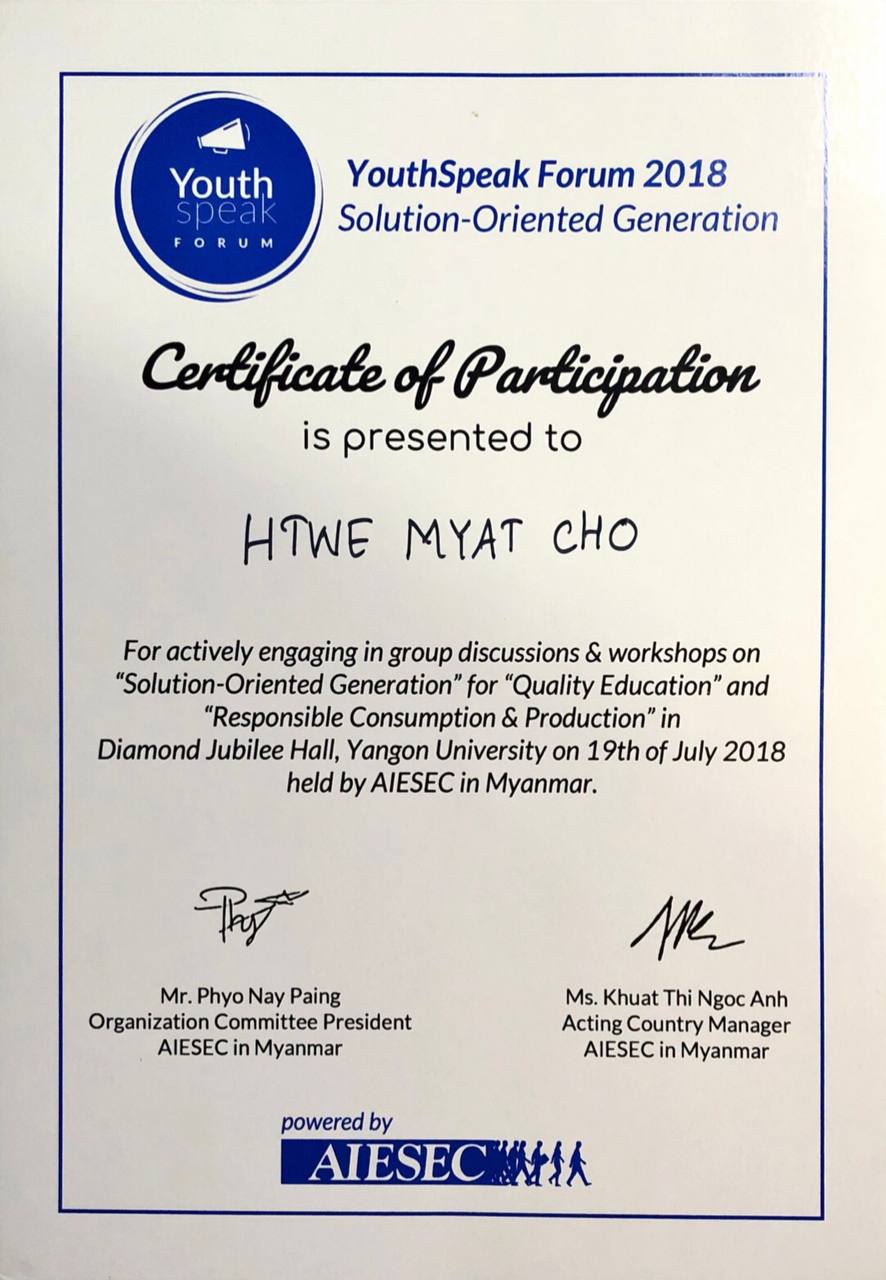 Youth
speak
FORUM
YouthSpeak Forum 2018
Solution-Oriented Generation
Certificate of Participation
is presented to
HTWE MYAT CHO
For actively engaging in group discussions & workshops on
“Solution-Oriented Generation” for “Quality Education” and
“Responsible Consumption & Production” in
Diamond Jubilee Hall, Yangon University on 19th of July 2018
held by AIESEC in Myanmar.
Mr. Phyo Nay Paing
Organization Committee President
AIESEC in Myanmar
Ms. Khuat Thi Ngoc Anh
Acting Country Manager
AIESEC in Myanmar
powered by
AIESEC